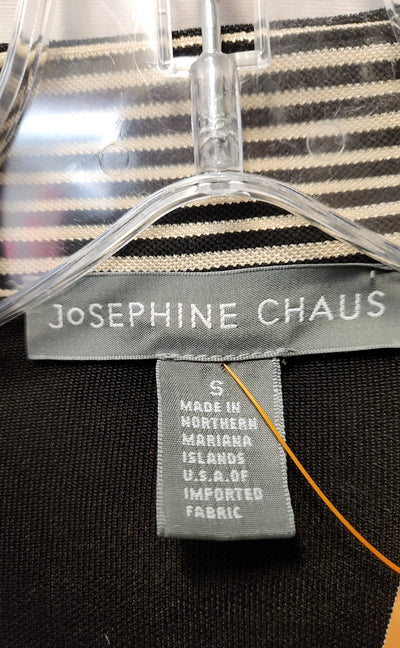 JoSEPHINE CHAUS
S
MADE IN
NORTHERN
MARIANA
ISLANDS
U.S.A.OF
IMPORTED
FABRIC